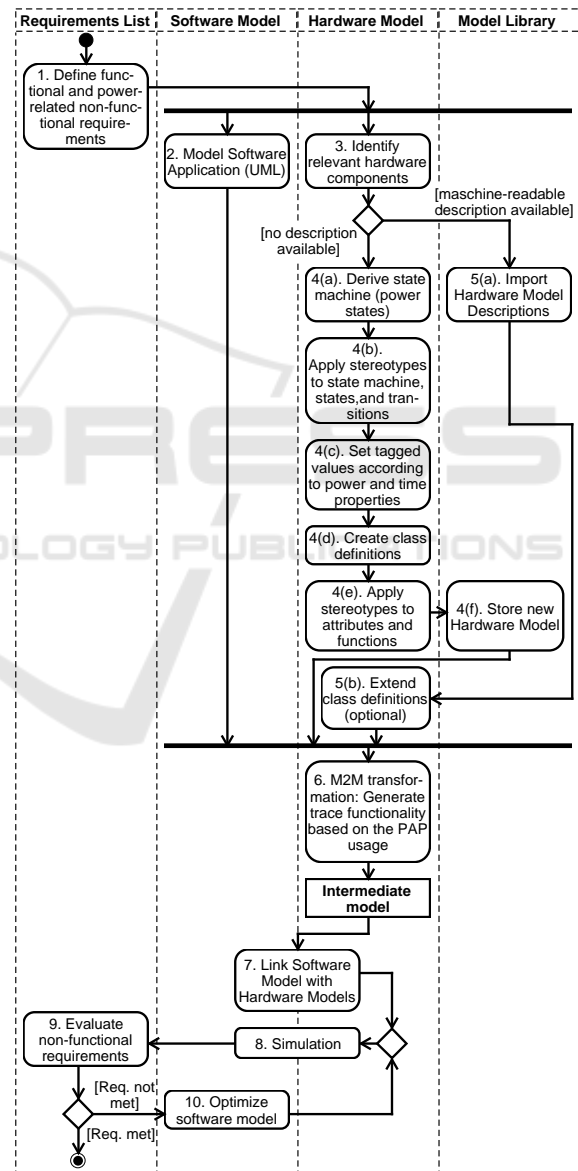 Requirements List Software Model Hardware Model Model Library
1. Define func-
tional and power-
related non-func-
tional require-
ments
2. Model Software
Application (UML)
3. Identify
relevant hardware
components
[maschine-readable
description available]
[no description
available]
4(a). Derive state
machine (power
states)
5(a). Import
Hardware Model
Descriptions
4(b).
Apply stereotypes
to state machine,
states,and tran-
sitions
4(c). Set tagged
values according
to power and time
properties
4(d). Create class
definitions
4(e). Apply
stereotypes to
attributes and
functions
4(f). Store new
Hardware Model
5(b). Extend
class definitions
(optional)
6. M2M transfor-
mation: Generate
trace functionality
based on the PAP
usage
Intermediate
model
7. Link Software
Model with
Hardware Models
8. Simulation
9. Evaluate
non-functional
requirements
[Req. not
met]
10. Optimize
software model
[Req. met]